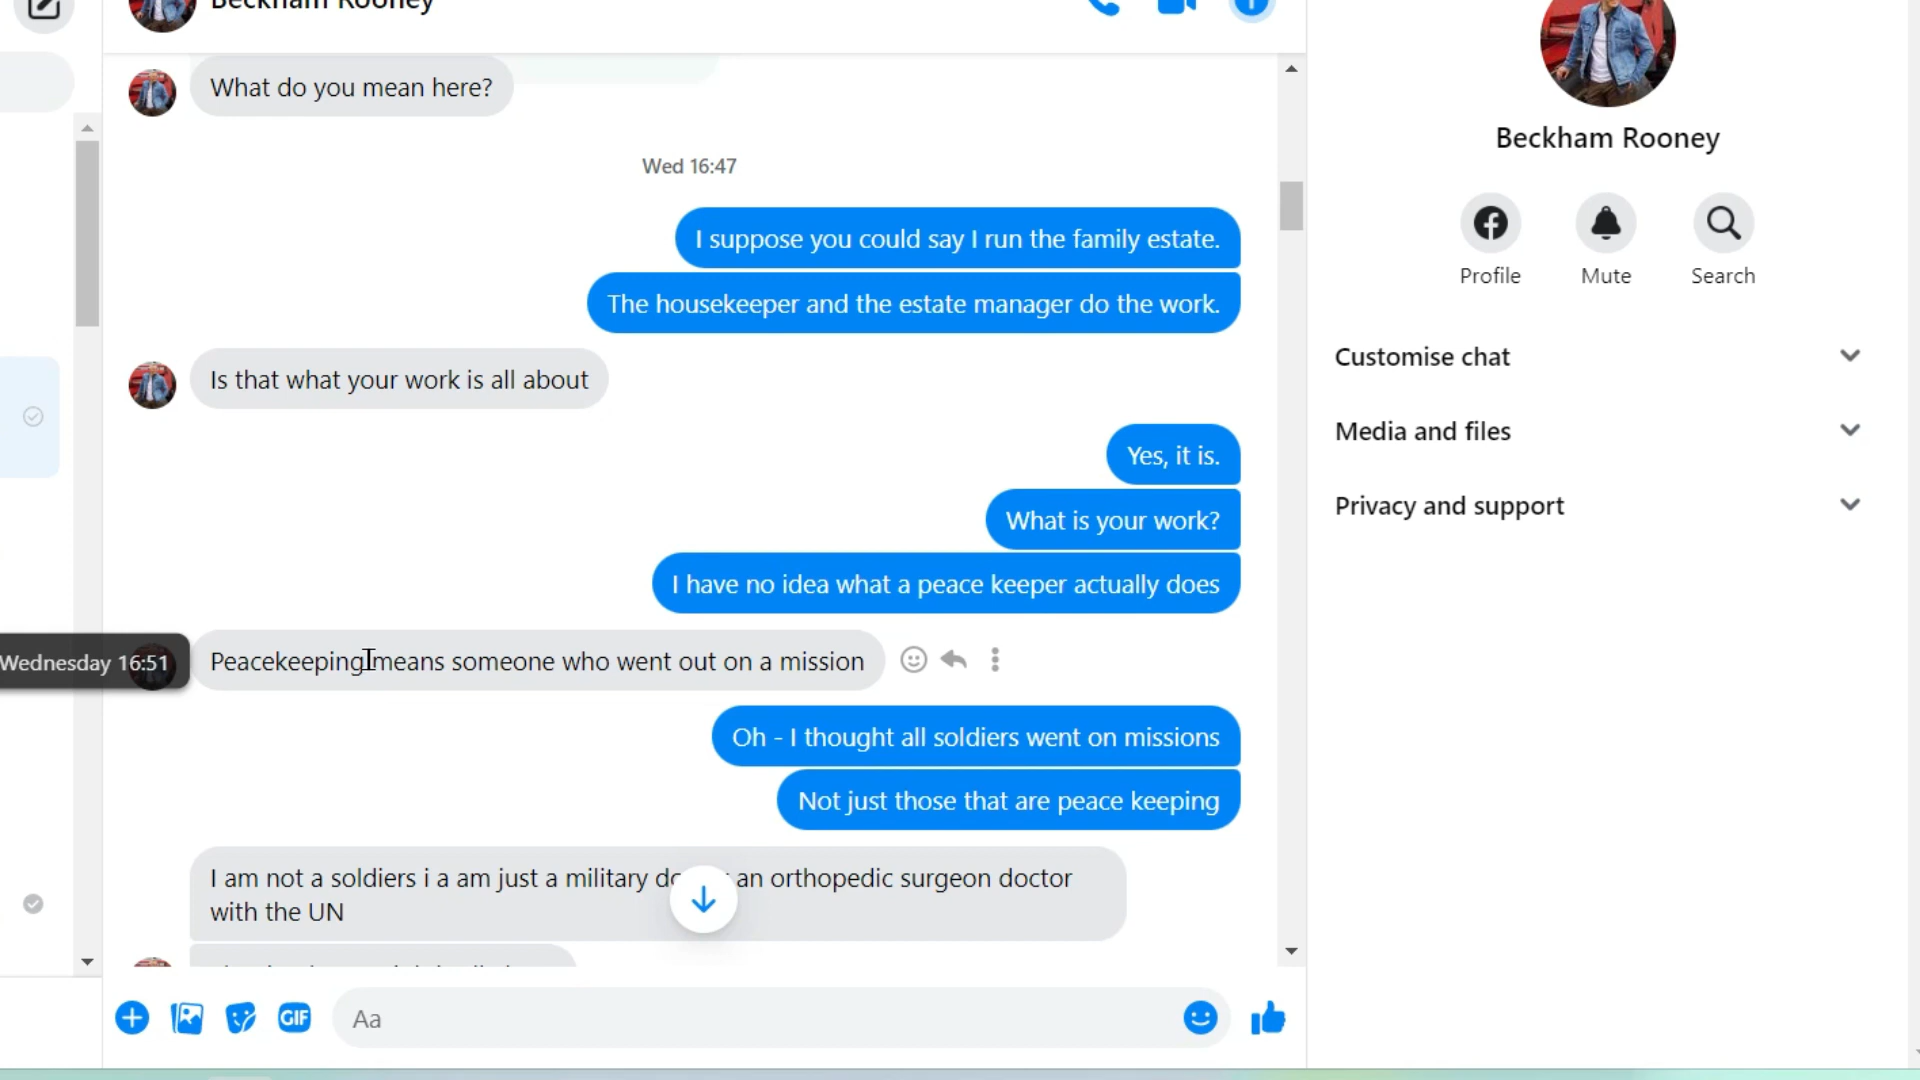 Beckham Rooney
What do you mean here?
Wed 16:47
I suppose you could say I run the family estate.
The housekeeper and the estate manager do the work.
Is that what your work is all about
Yes, it is.
What is your work?
I have no idea what a peace keeper actually does
Wednesday 16:51
Peacekeeping means someone who went out on a mission
Oh - I thought all soldiers went on missions
Not just those that are peace keeping
I am not a soldiers i a am just a military an orthopedic surgeon doctor
with the UN
GIF
Aa
Beckham Rooney
Profile
Mute
Search
Customise chat
Media and files
Privacy and support